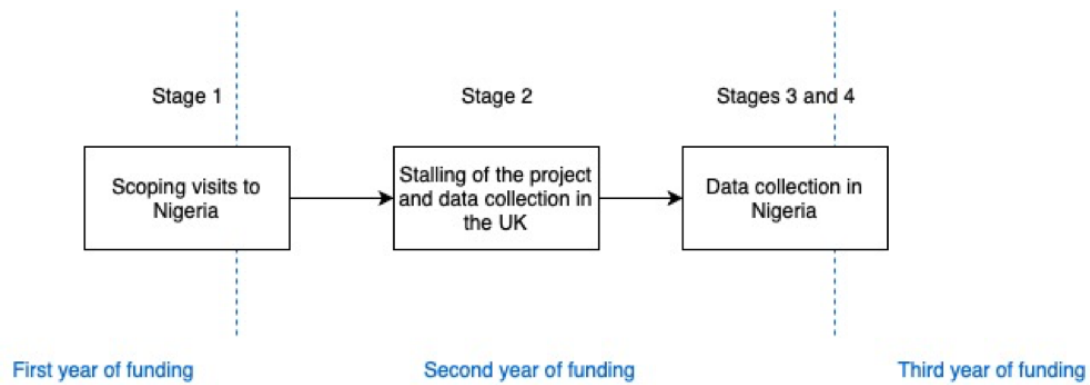 Stage 1
Stage 2
Stages 3 and 4
Scoping visits to
Nigeria
Stalling of the project
and data collection in
the UK
Data collection in
Nigeria
First year of funding
Second year of funding
Third year of funding